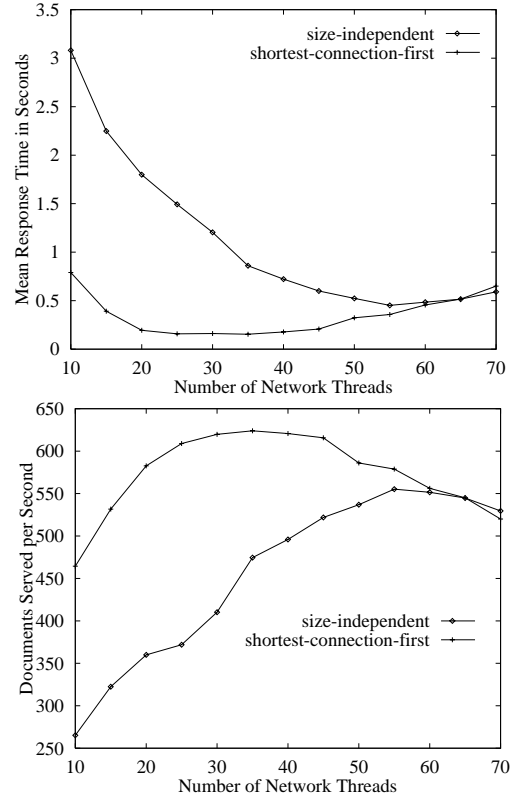 3.5
3
2.5
2
1.5
1
0.5
0
Mean Response Time in Seconds
size-independent
shortest-connection-first
10 20 30 40 50 60 70
Number of Network Threads
650
600
550
500
450
400
350
300
250
Documents Served per Second
size-independent
shortest-connection-first
10 20 30 40 50 60 70
Number of Network Threads